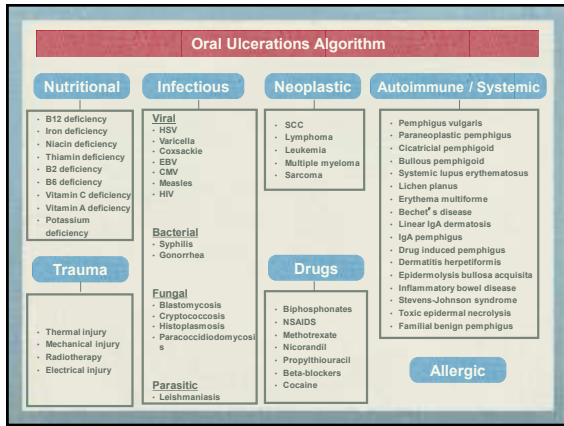 Oral Ulcerations Algorithm
Nutritional
· B12 deficiency
· Iron deficiency
· Niacin deficiency
· Thiamin deficiency
· B2 deficiency
· B6 deficiency
· Vitamin C deficiency
· Vitamin A deficiency
· Potassium
deficiency
Trauma
· Thermal injury
· Mechanical injury
· Radiotherapy
· Electrical injury
Infectious
Viral
· HSV
· Varicella
· Coxsackie
· EBV
· CMV
· Measles
· HIV
Bacterial
· Syphilis
· Gonorrhea
Fungal
· Blastomycosis
· Cryptococcosis
· Histoplasmosis
· Paracoccidiodomycosi
s
Parasitic
· Leishmaniasis
Neoplastic
· SCC
· Lymphoma
· Leukemia
· Multiple myeloma
· Sarcoma
Drugs
· Biphosphonates
· NSAIDS
· Methotrexate
· Nicorandil
· Propylthiouracil
· Beta-blockers
· Cocaine
Autoimmune / Systemic
· Pemphigus vulgaris
· Paraneoplastic pemphigus
· Cicatricial pemphigoid
· Bullous pemphigoid
· Systemic lupus erythematosus
· Lichen planus
· Erythema multiforme
· Bechet's disease
· Linear IgA dermatosis
· IgA pemphigus
· Drug induced pemphigus
· Dermatitis herpetiformis
· Epidermolysis bullosa acquisita
· Inflammatory bowel disease
· Stevens-Johnson syndrome
· Toxic epidermal necrolysis
· Familial benign pemphigus
Allergic